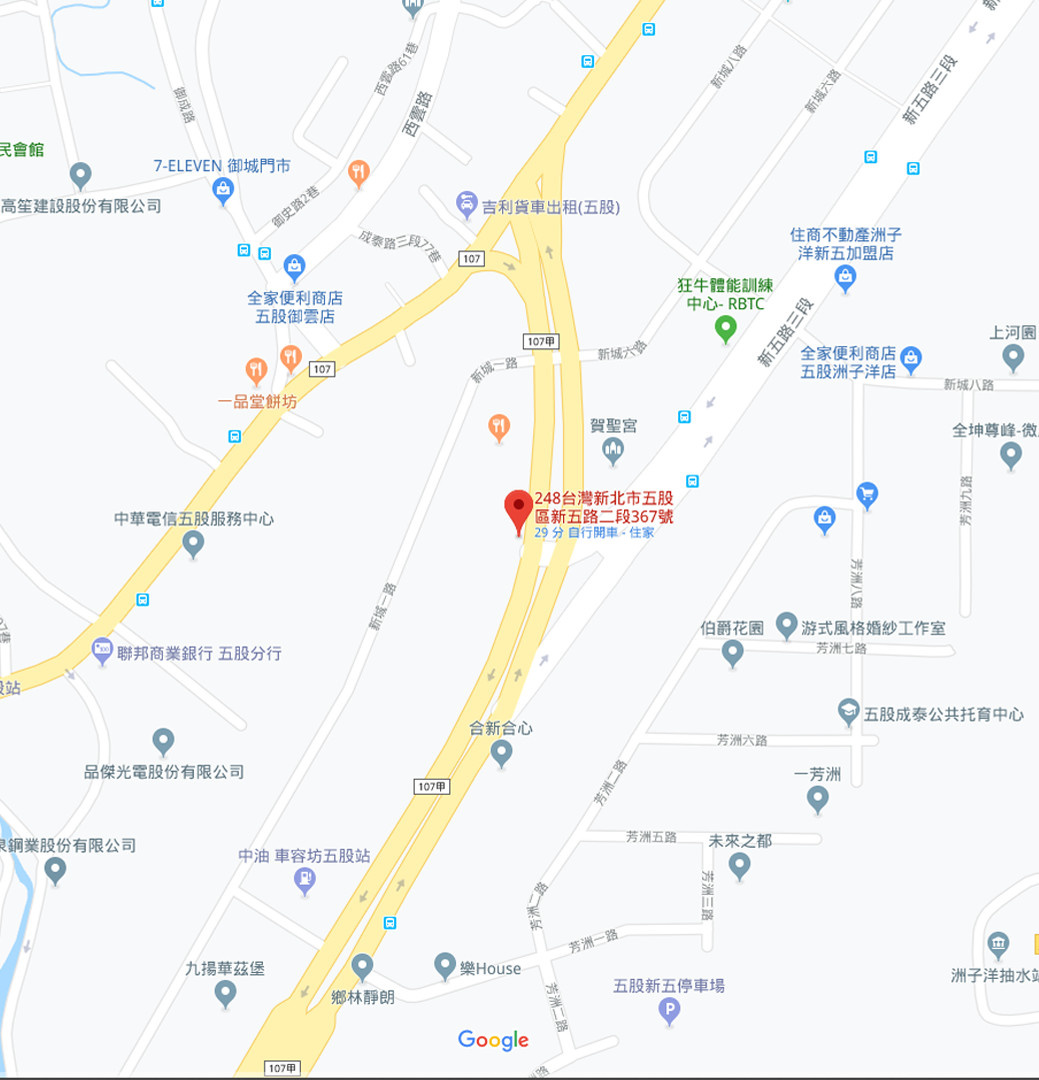 西雲路61巷
西雲路
御成路
新城八路
新城六路
新五路三段
民會館
7-ELEVEN 御城門市
高笙建設股份有限公司
御史路2巷
吉利貨車出租(五股)
成泰路三段77巷
107
住商不動產洲子
洋新五加盟店
狂牛體能訓練
中心- RBTC
全家便利商店
五股御雲店
107甲
新城六路
新五路三段
上河園
全家便利商店
五股洲子洋店
107
新城一路
新城八路
一品堂餅坊
賀聖宮
全坤尊峰-微
新城九路
248台灣新北市五股
區新五路二段367號
29 分 自行開車 - 住家
中華電信五股服務中心
新城二路
芳洲八路
伯爵花園
游式風格婚紗工作室
芳洲七路
聯邦商業銀行 五股分行
股站
五股成泰公共托育中心
合新合心
芳洲六路
品傑光電股份有限公司
107甲
芳洲二路
一芳洲
泉鋼業股份有限公司
中油 車容坊五股站
芳洲五路
未來之都
芳洲三路
芳洲二路
芳洲一路
九揚華茲堡
樂House
鄉林靜朗
五股新五停車場
洲子洋抽水站
芳洲二路
Google
107甲